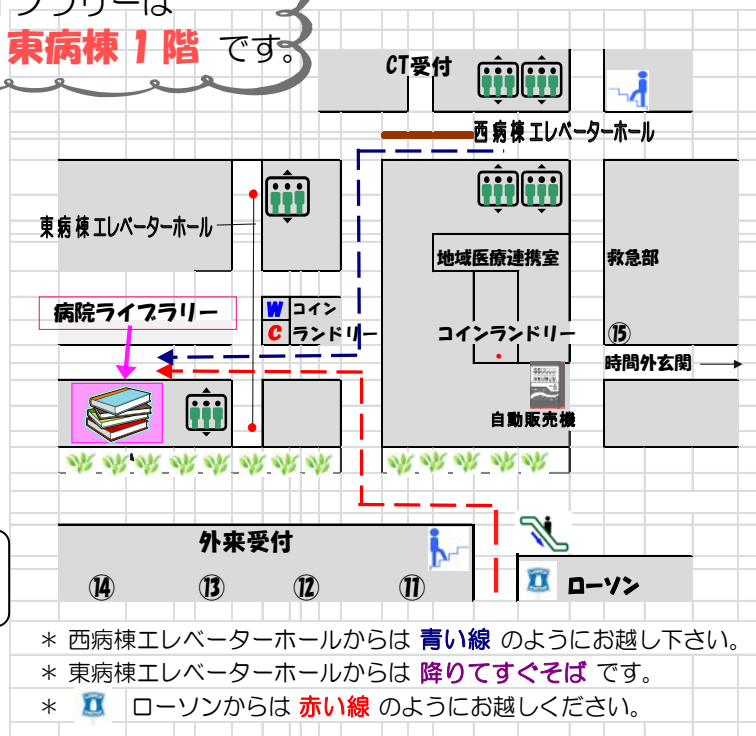 ブラリーは
東病棟1階 です。
CT受付
西病棟エレベーターホール
東病棟エレベーターホール
地域医療連携室
救急部
病院ライブラリー
W コイン
C ランドリー
コインランドリー
⑮
時間外玄関
自動販売機
外来受付
⑭ ⑬ ⑫ ⑪
ローソン
* 西病棟エレベーターホールからは 青い線 のようにお越し下さい。
* 東病棟エレベーターホールからは 降りてすぐそば です。
* ローソンからは 赤い線 のようにお越しください。